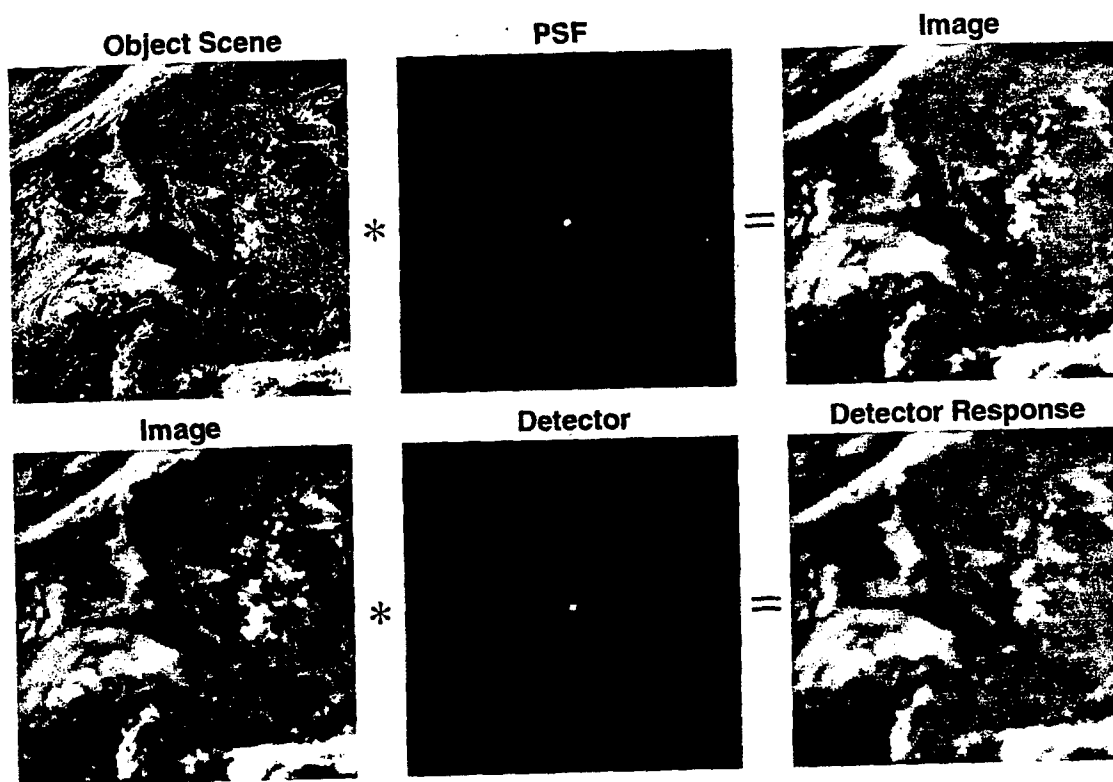 Object Scene
PSF
Image
*
=
Image
Detector
Detector Response
*
=